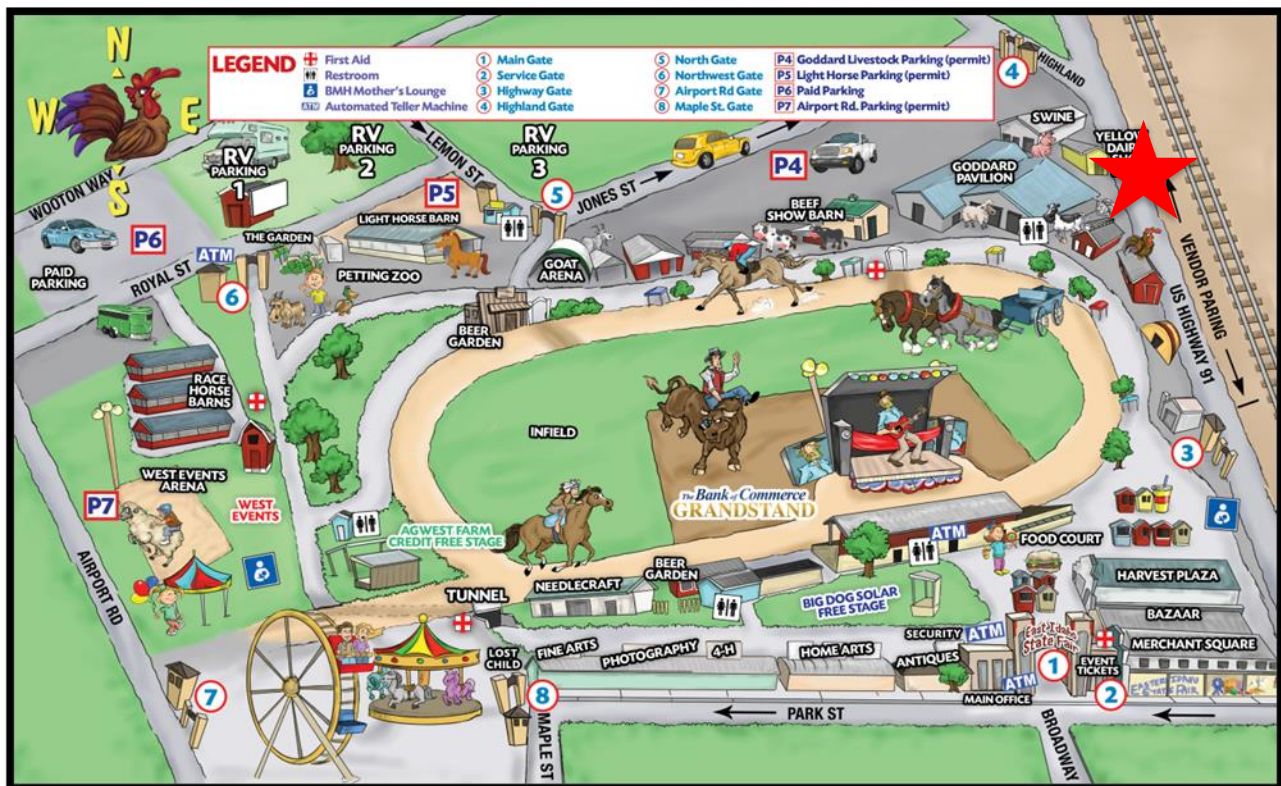 N
W
E
S
LEGEND
First Aid
Restroom
BMH Mother's Lounge
ATM Automated Teller Machine
1 Main Gate
2 Service Gate
3 Highway Gate
4 Highland Gate
5 North Gate
6 Northwest Gate
7 Airport Rd Gate
8 Maple St. Gate
P4 Goddard Livestock Parking (permit)
P5 Light Horse Parking (permit)
P6 Paid Parking
P7 Airport Rd. Parking (permit)
4
HIGHLAND
WOOTON WAY
RV
PARKING
1
RV
PARKING
2
LEMON ST
RV
PARKING
3
JONES ST
P4
SWINE
YELLOW
DAIRY
GODDARD
PAVILION
P5
5
LIGHT HORSE BARN
BEEF
SHOW BARN
P6
PAID
PARKING
ROYAL ST
ATM
6
THE GARDEN
PETTING ZOO
GOAT
ARENA
BEER
GARDEN
VENDOR PARING
US HIGHWAY 91
RACE
HORSE
BARNS
INFIELD
3
WEST EVENTS
ARENA
WEST
EVENTS
P7
The Bank of Commerce
GRANDSTAND
AGWEST FARM
CREDIT FREE STAGE
ATM
FOOD COURT
AIRPORT RD
TUNNEL
NEEDLECRAFT
BEER
GARDEN
BIG DOG SOLAR
FREE STAGE
HARVEST PLAZA
BAZAAR
LOST
CHILD
FINE ARTS
PHOTOGRAPHY
4-H
HOME ARTS
ANTIQUES
SECURITY
ATM
East Idaho
State Fair
1
EVENT
TICKETS
MERCHANT SQUARE
7
8
ATM
MAIN OFFICE
2
MAPLE ST
PARK ST
BROADWAY